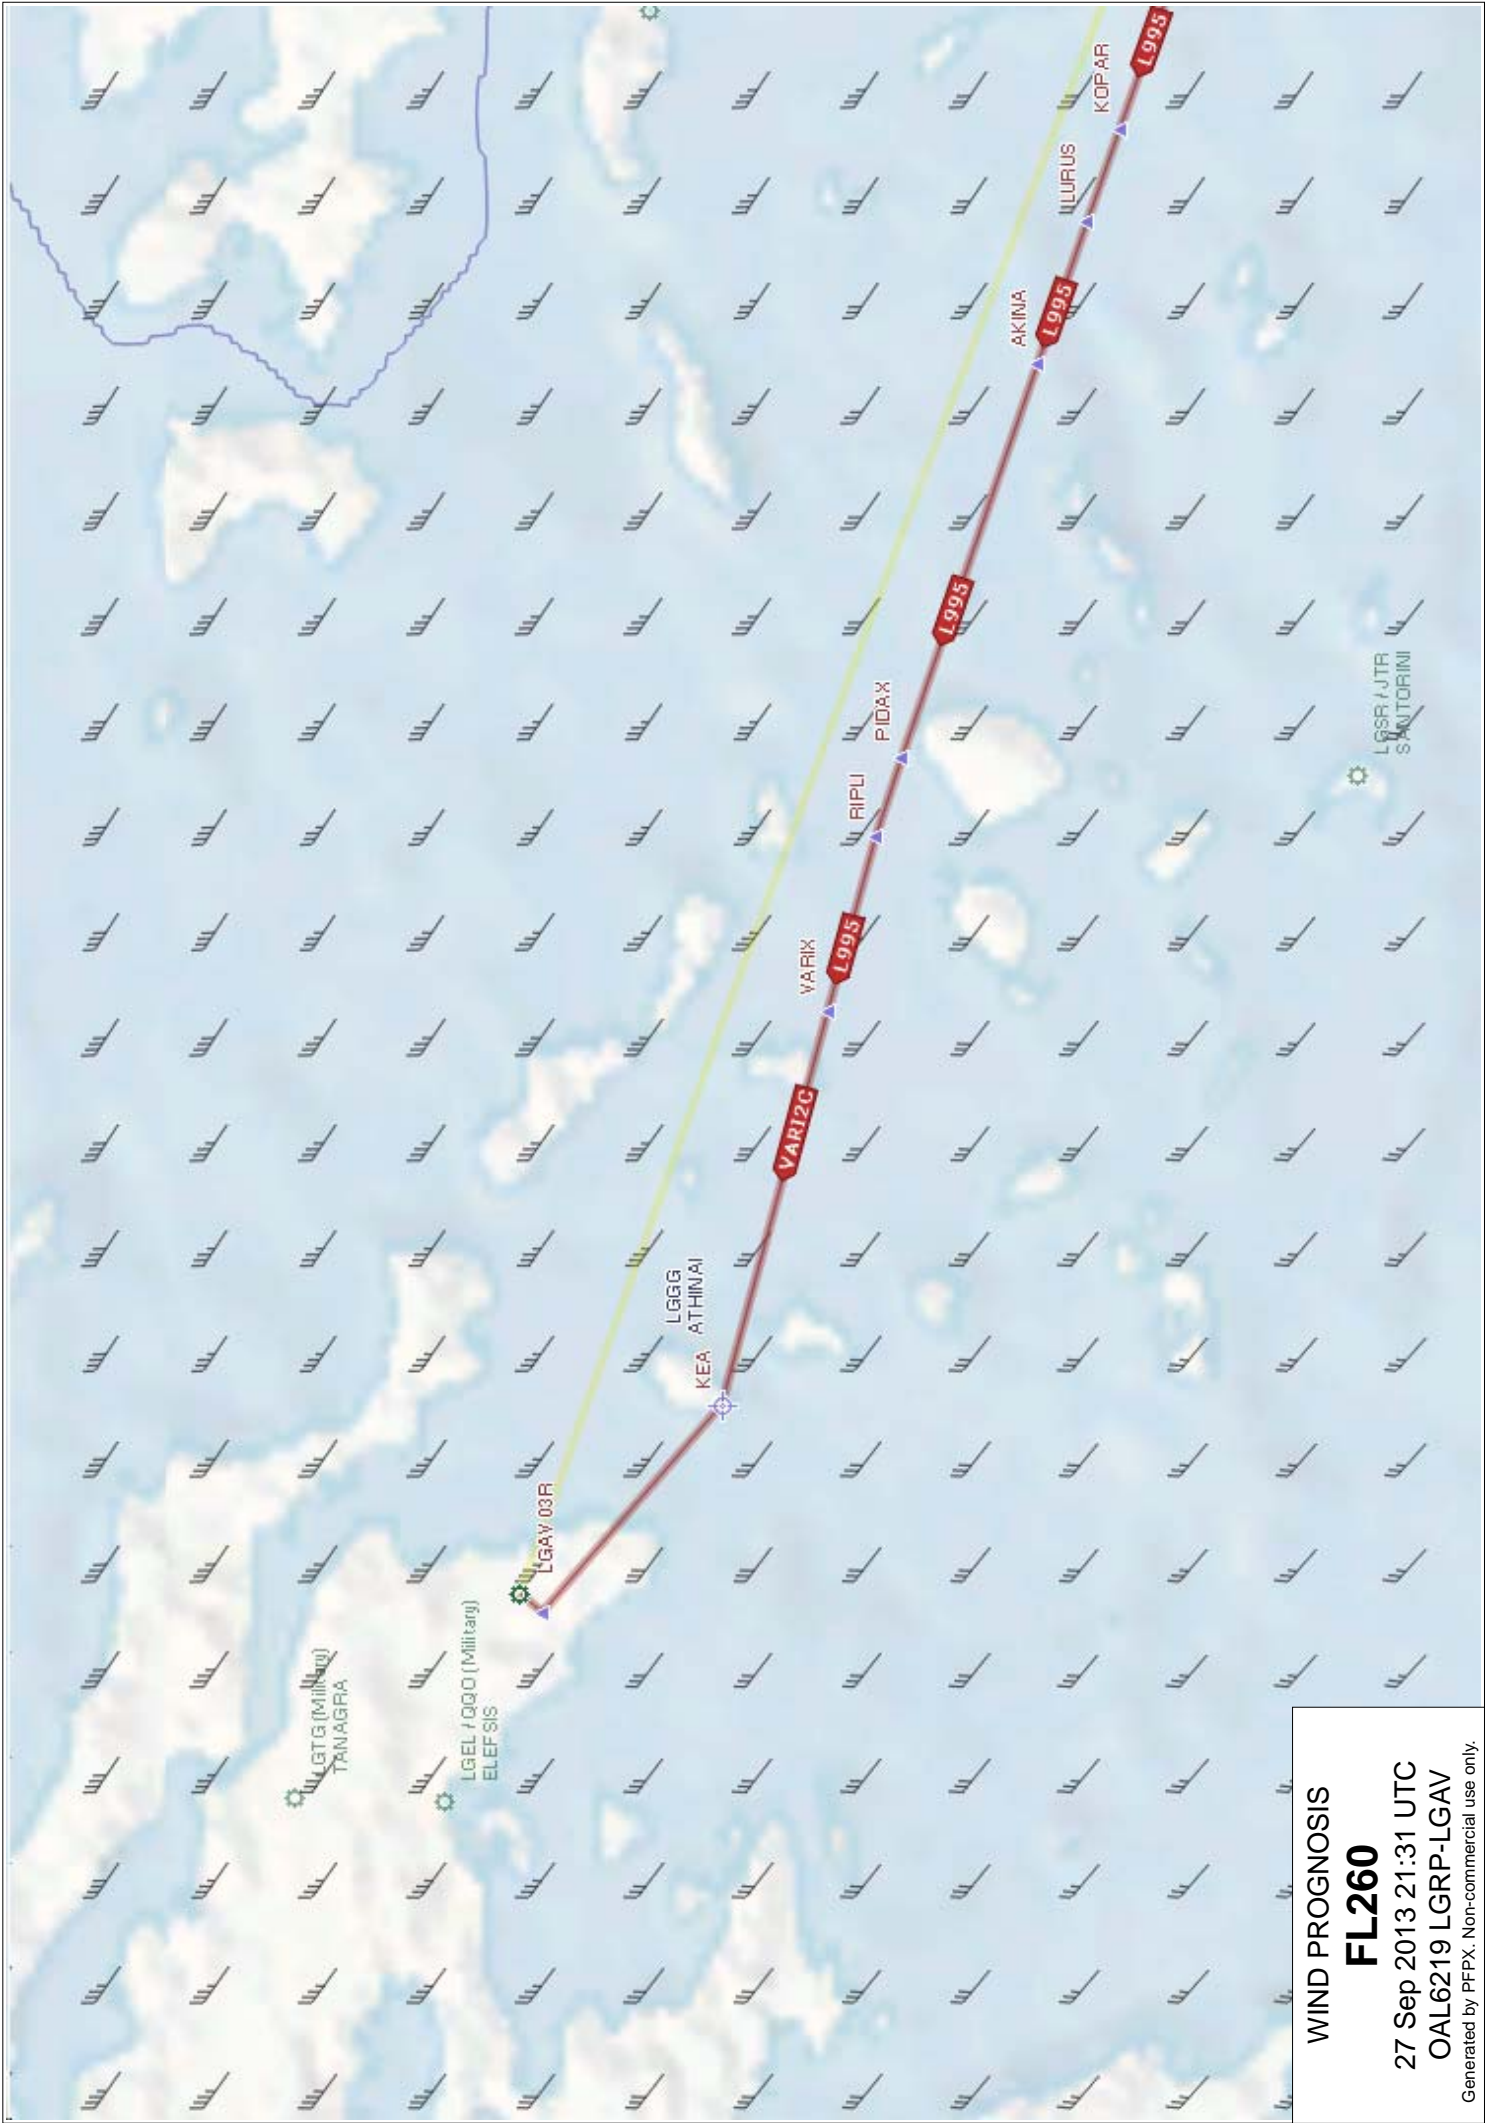 L995
KOPAR
LURUS
L995
AKINA
L995
PIDAX
RIPLI
L995
VARIX
VARI2C
LGGG
ATHINAI
KEA
LGAV 03R
LGTG (Military)
TANAGRA
LGEL / QQO (Military)
ELEFSIS
LGSR / JTR
SANTORINI
WIND PROGNOSIS
FL260
27 Sep 2013 21:31 UTC
OAL6219 LGRP-LGAV
Generated by PFPX. Non-commercial use only.